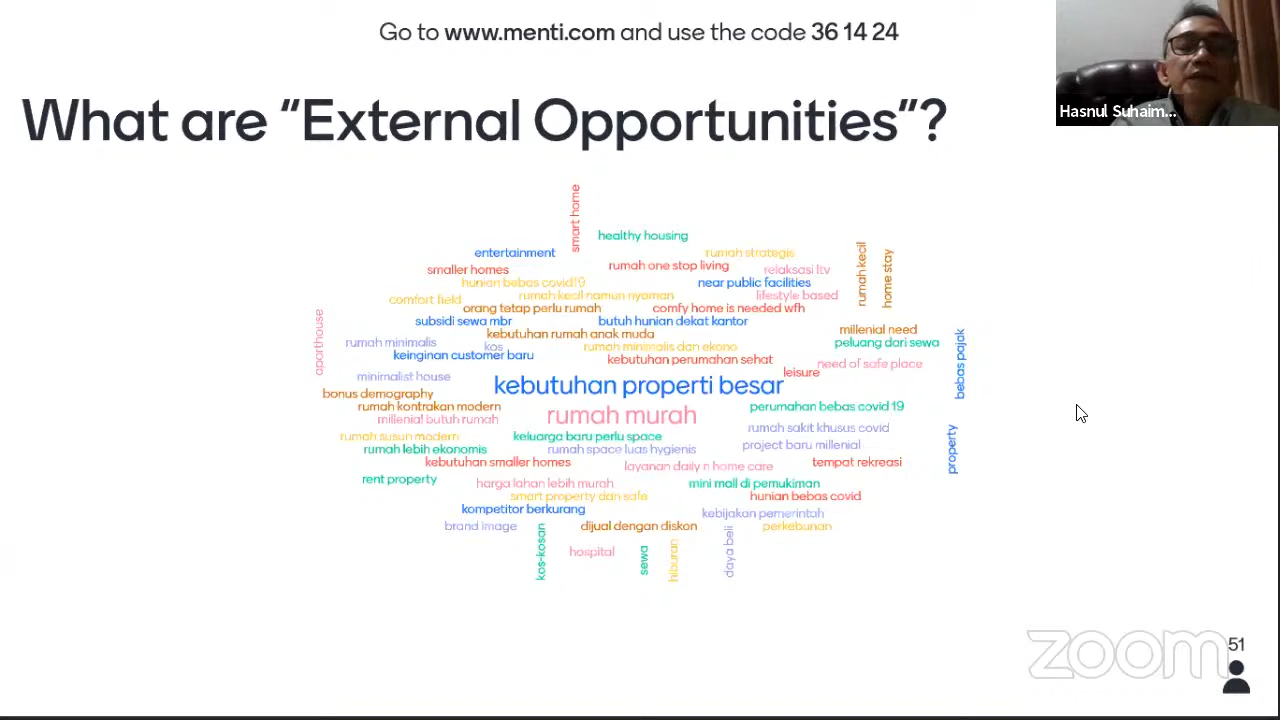 Go to www.menti.com and use the code 36 14 24
Hasnul Suhaim...
What are “External Opportunities”?
smart home
healthy housing
entertainment
rumah strategis
smaller homes
rumah one stop living
relaksasi ltv
rumah kecil
home stay
hunian bebas covid19
near public facilities
comfort field
rumah kecil namun nyaman
lifestyle based
orang tetap perlu rumah
comfy home is needed wfh
subsidi sewa mbr
butuh hunian dekat kantor
millenial need
kebutuhan rumah anak muda
aparthouse
rumah minimalis
kos
rumah minimalis dan ekono
peluang dari sewa
bebas pajak
keinginan customer baru
kebutuhan perumahan sehat
need of safe place
leisure
minimalist house
kebutuhan properti besar
bonus demography
rumah kontrakan modern
rumah murah
perumahan bebas covid 19
millenial butuh rumah
rumah sakit khusus covid
rumah susun modern
keluarga baru perlu space
project baru millenial
property
rumah lebih ekonomis
rumah space luas hygienis
kebutuhan smaller homes
layanan daily n home care
tempat rekreasi
rent property
harga lahan lebih murah
mini mall di pemukiman
smart property dan safe
hunian bebas covid
kompetitor berkurang
kebijakan pemerintah
brand image
dijual dengan diskon
perkebunan
kos-kosan
hospital
sewa
hiburan
daya beli
zoom
51